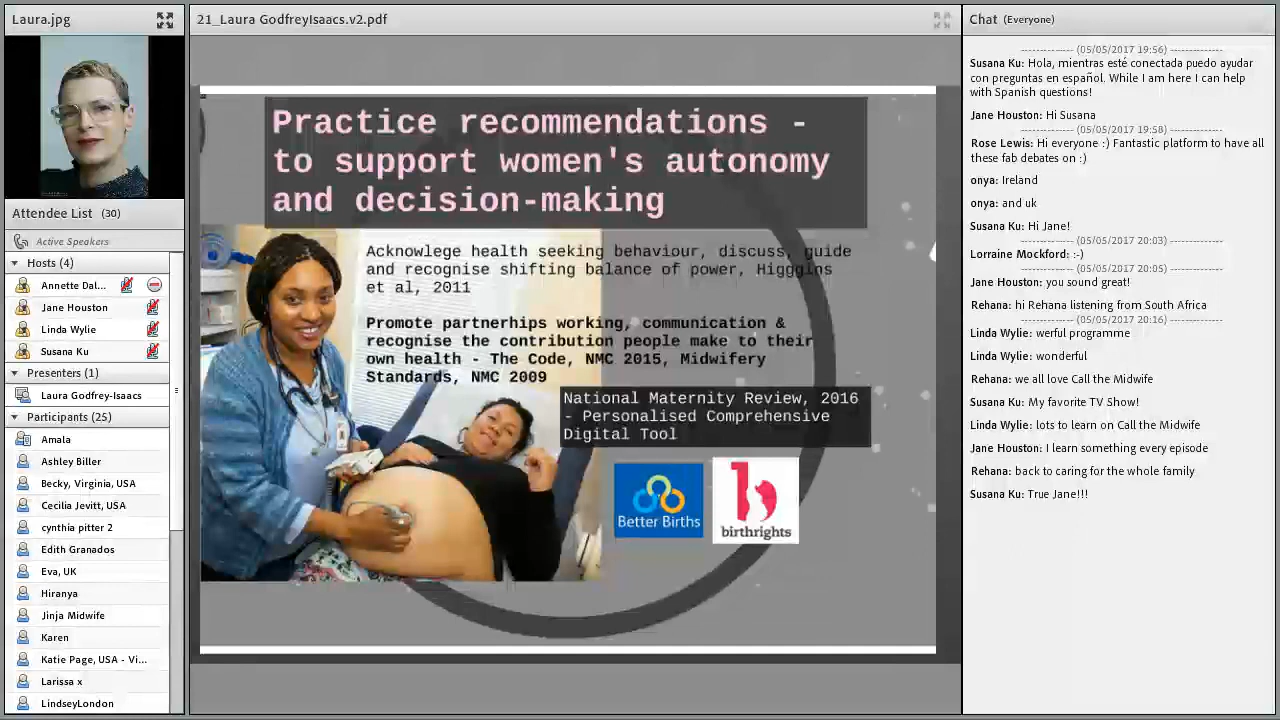 Laura.jpg
Attendee List (30)
Active Speakers
Hosts (4)
Annette Dal...
Jane Houston
Linda Wylie
Susana Ku
Presenters (1)
Laura Godfrey-Isaacs
Participants (25)
Amala
Ashley Biller
Becky, Virginia, USA
Cecilia Jevitt, USA
cynthia pitter 2
Edith Granados
Eva, UK
Hiranya
Jinja Midwife
Karen
Katie Page, USA - Vi...
Larissa x
LindseyLondon
21_Laura GodfreyIsaacs.v2.pdf
Practice recommendations -
to support women's autonomy
and decision-making
Acknowlege health seeking behaviour, discuss, guide
and recognise shifting balance of power, Higggins
et al, 2011
Promote partnerhips working, communication &
recognise the contribution people make to their
own health - The Code, NMC 2015, Midwifery
Standards, NMC 2009
National Maternity Review, 2016
- Personalised Comprehensive
Digital Tool
Better Births
birthrights
Chat (Everyone)
--------------- (05/05/2017 19:56) ---------------
Susana Ku: Hola, mientras esté conectada puedo ayudar
con preguntas en español. While I am here I can help
with Spanish questions!
Jane Houston: Hi Susana
--------------- (05/05/2017 19:58) ---------------
Rose Lewis: Hi everyone :) Fantastic platform to have all
these fab debates on :)
onya: Ireland
onya: and uk
Susana Ku: Hi Jane!
--------------- (05/05/2017 20:03) ---------------
Lorraine Mockford: :-)
--------------- (05/05/2017 20:05) ---------------
Jane Houston: you sound great!
Rehana: hi Rehana listening from South Africa
--------------- (05/05/2017 20:16) ---------------
Linda Wylie: werful programme
Linda Wylie: wonderful
Rehana: we all love Call the Midwife
Susana Ku: My favorite TV Show!
Linda Wylie: lots to learn on Call the Midwife
Jane Houston: I learn something every episode
Rehana: back to caring for the whole family
Susana Ku: True Jane!!!